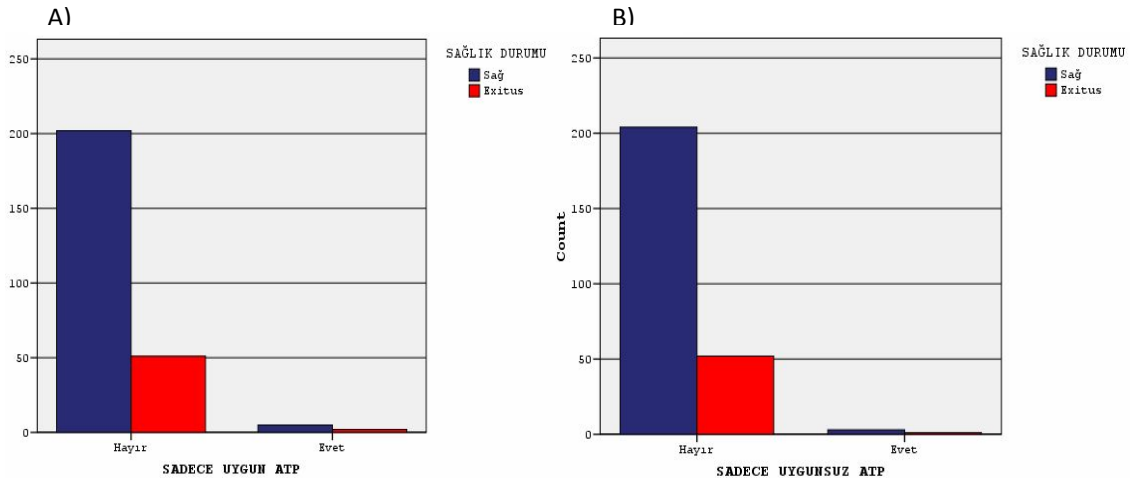 A)
SAĞLIK DURUMU
Sağ
Exitus
250
200
150
100
50
0
Hayır Evet
SADECE UYGUN ATP
B)
SAĞLIK DURUMU
Sağ
Exitus
Count
250
200
150
100
50
0
Hayır Evet
SADECE UYGUNSUZ ATP